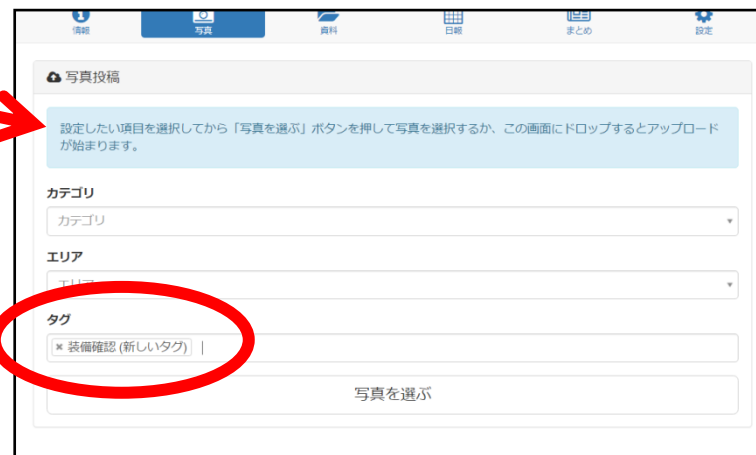 情報 写真 資料 日報 まとめ 設定
写真投稿
設定したい項目を選択してから「写真を選ぶ」ボタンを押して写真を選択するか、この画面にドロップするとアップロード
が始まります。
カテゴリ
カテゴリ
エリア
エリア
タグ
× 装備確認 (新しいタグ)
写真を選ぶ